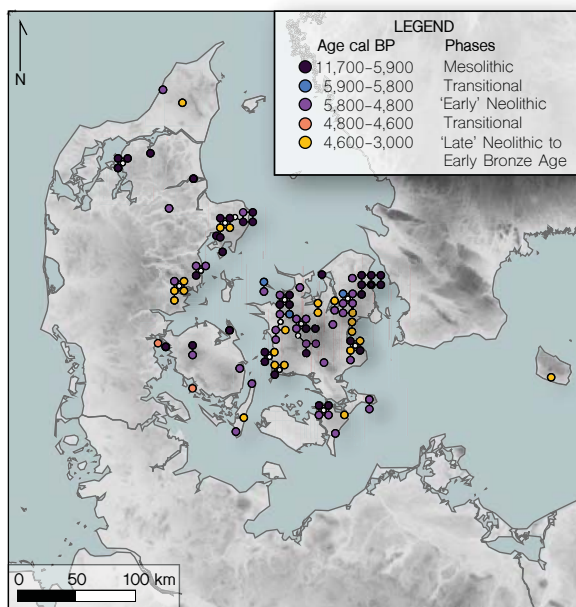 LEGEND
Age cal BP Phases
11,700–5,900 Mesolithic
5,900–5,800 Transitional
5,800–4,800 ‘Early’ Neolithic
4,800–4,600 Transitional
4,600–3,000 ‘Late’ Neolithic to
Early Bronze Age
N
0 50 100 km